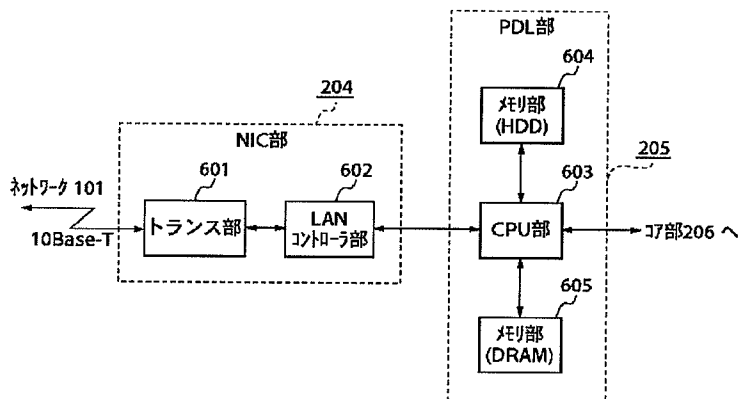 PDL部
604
メモリ部
(HDD)
204
NIC部
205
601
602
603
ネットワーク 101
トランス部
LAN
コントローラ部
CPU部
コア部206 へ
10Base-T
605
メモリ部
(DRAM)